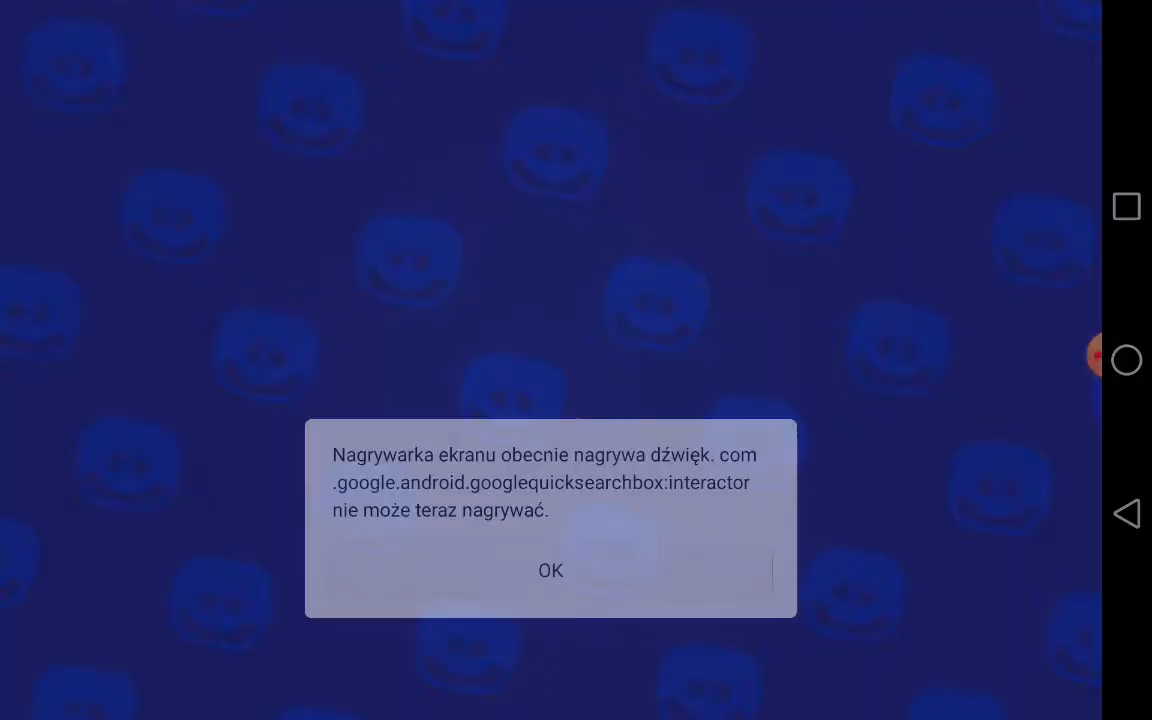 Nagrywarka ekranu obecnie nagrywa dźwięk. com
.google.android.googlequicksearchbox:interactor
nie może teraz nagrywać.
OK